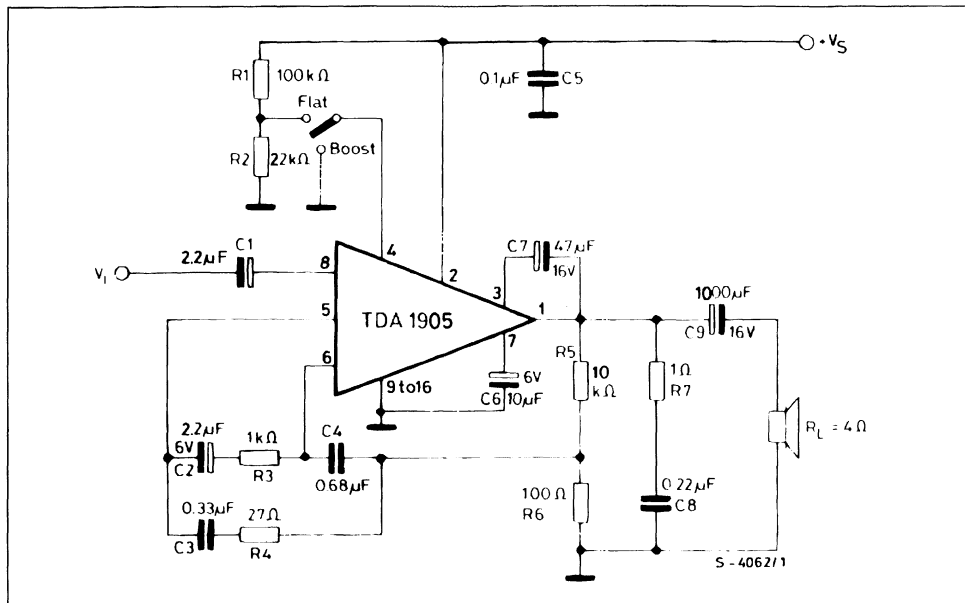 +VS
R1
100kΩ
0.1µF
C5
Flat
R2
22kΩ
Boost
C1
2.2µF
VI
8
4
2
C7
47µF
16V
3
5
TDA 1905
1
1000µF
C9
16V
6
7
R5
10
kΩ
1Ω
R7
9 to 16
6V
C6
10µF
RL = 4Ω
2.2µF
6V
C2
1kΩ
R3
C4
0.68µF
0.33µF
C3
27Ω
R4
100Ω
R6
0.22µF
C8
S-4062/1